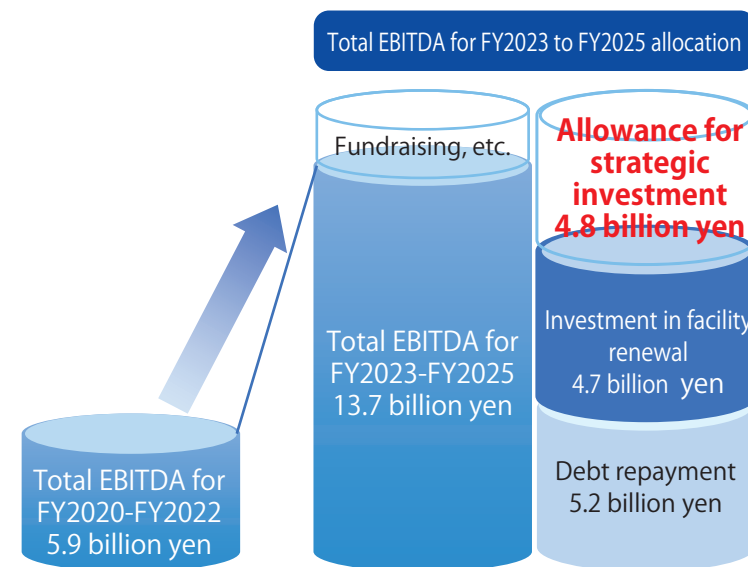 Total EBITDA for FY2023 to FY2025 allocation
Fundraising, etc.
Allowance for
strategic
investment
4.8 billion yen
Total EBITDA for
FY2023-FY2025
13.7 billion yen
Investment in facility
renewal
4.7 billion yen
Total EBITDA for
FY2020-FY2022
5.9 billion yen
Debt repayment
5.2 billion yen